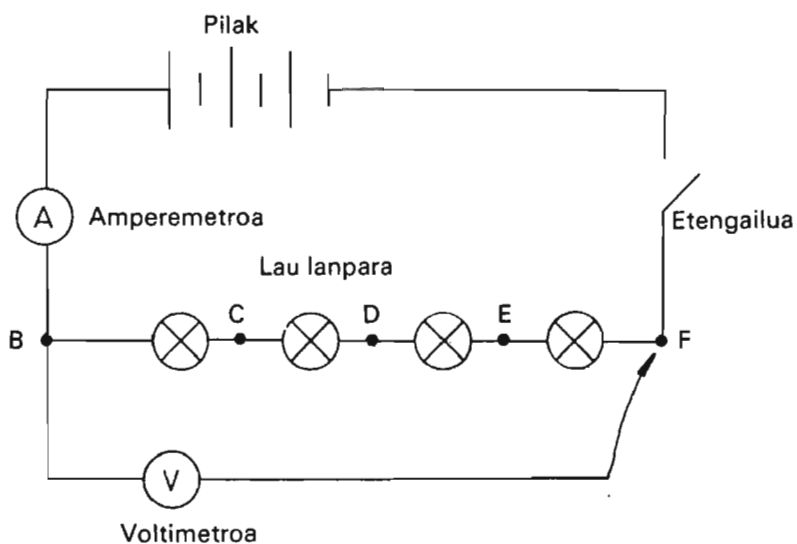 Pilak
A
Amperemetroa
Etengailua
Lau lanpara
B
C
D
E
F
V
Voltimetroa